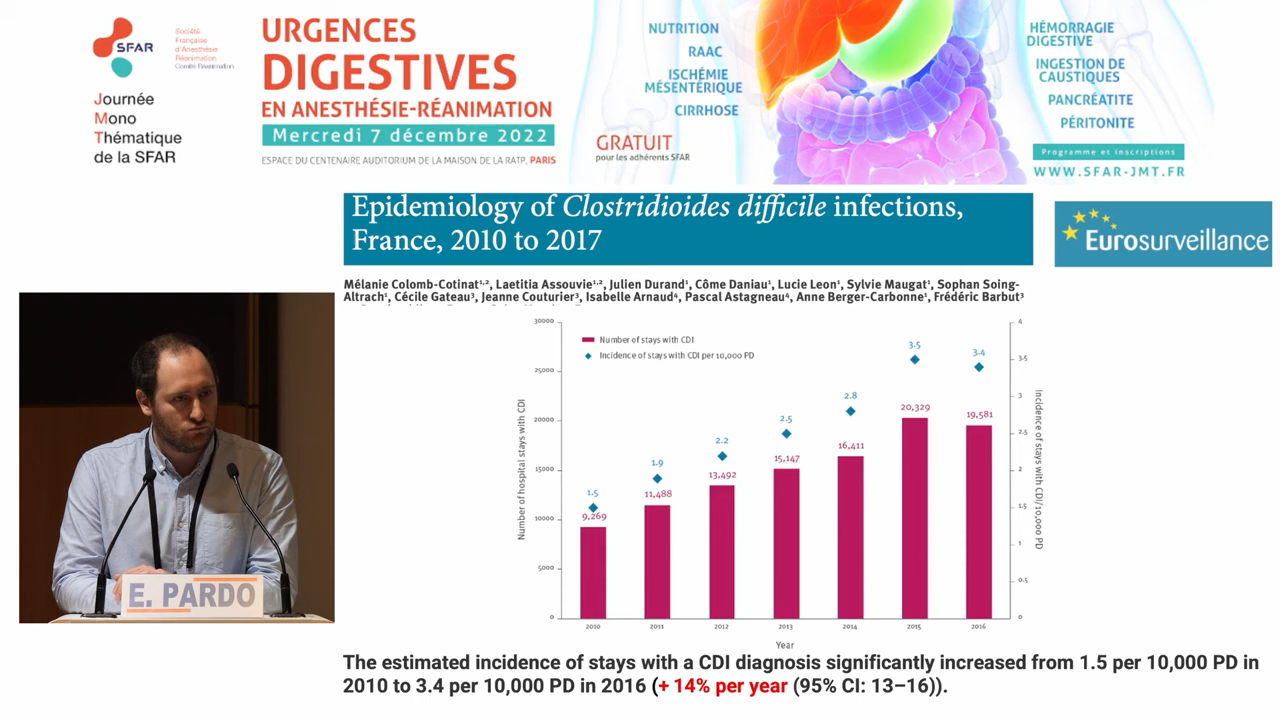 SFAR
Société
Française
d'Anesthésie
Réanimation
Comité Réanimation
Journée
Mono
Thématique
de la SFAR
URGENCES
DIGESTIVES
EN ANESTHÉSIE-RÉANIMATION
Mercredi 7 décembre 2022
ESPACE DU CENTENAIRE AUDITORIUM DE LA MAISON DE LA RATP, PARIS
NUTRITION
RAAC
ISCHÉMIE
MÉSENTÉRIQUE
CIRRHOSE
GRATUIT
pour les adhérents SFAR
HÉMORRAGIE
DIGESTIVE
INGESTION DE
CAUSTIQUES
PANCRÉATITE
PÉRITONITE
Programme et inscriptions
WWW.SFAR-JMT.FR
Epidemiology of Clostridioides difficile infections,
France, 2010 to 2017
Eurosurveillance
Mélanie Colomb-Cotinat¹,², Laetitia Assouvie¹,², Julien Durand¹, Côme Daniau¹, Lucie Leon¹, Sylvie Maugat¹, Sophan Soing-
Altrach¹, Cécile Gateau³, Jeanne Couturier³, Isabelle Arnaud⁴, Pascal Astagneau⁴, Anne Berger-Carbonne¹, Frédéric Barbut³
Number of stays with CDI
Incidence of stays with CDI per 10,000 PD
Number of hospital stays with CDI
30000
25000
20000
15000
10000
5000
0
1.5
1.9
2.2
2.5
2.8
3.5
3.4
9,269
11,488
13,492
15,147
16,411
20,329
19,581
4
3.5
3
2.5
2
1.5
1
0.5
0
Incidence of stays with CDI/10,000 PD
2010 2011 2012 2013 2014 2015 2016
Year
E. PARDO
The estimated incidence of stays with a CDI diagnosis significantly increased from 1.5 per 10,000 PD in
2010 to 3.4 per 10,000 PD in 2016 (+ 14% per year (95% CI: 13–16)).